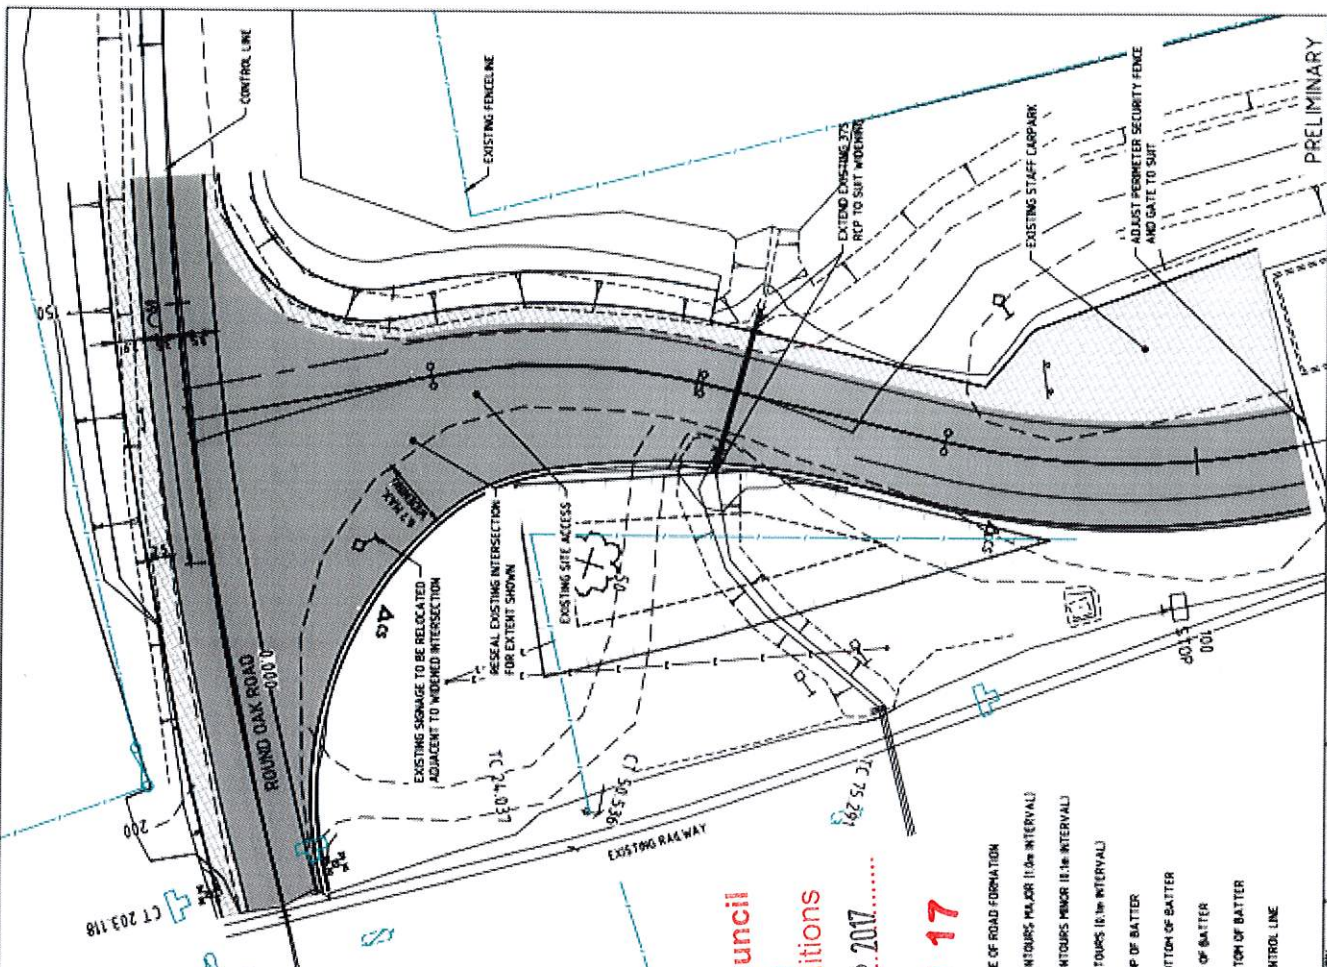 CONTROL LINE
EXISTING FENCELINE
50
EXTEND EXISTING 375
RCP TO SUIT WIDENING
EXISTING STAFF CARPARK
ADJUST PERIMETER SECURITY FENCE
AND GATE TO SUIT
PRELIMINARY
WIDENING
RESEAL EXISTING INTERSECTION
FOR EXTENT SHOWN
EXISTING SITE ACCESS
EXISTING SIGNAGE TO BE RELOCATED
ADJACENT TO WIDENED INTERSECTION
ROUND OAK ROAD
0.000
200
CT 203.118
TC 24.037
CT 50.536
TC 75.291
EXISTING RAILWAY
STOP
100
uncil
itions
2017
17
E OF ROAD FORMATION
NTOURS MAJOR (1.0m INTERVAL)
NTOURS MINOR (0.1m INTERVAL)
TOURS (0.1m INTERVAL)
P OF BATTER
TTOM OF BATTER
OF BATTER
TOM OF BATTER
NTROL LINE